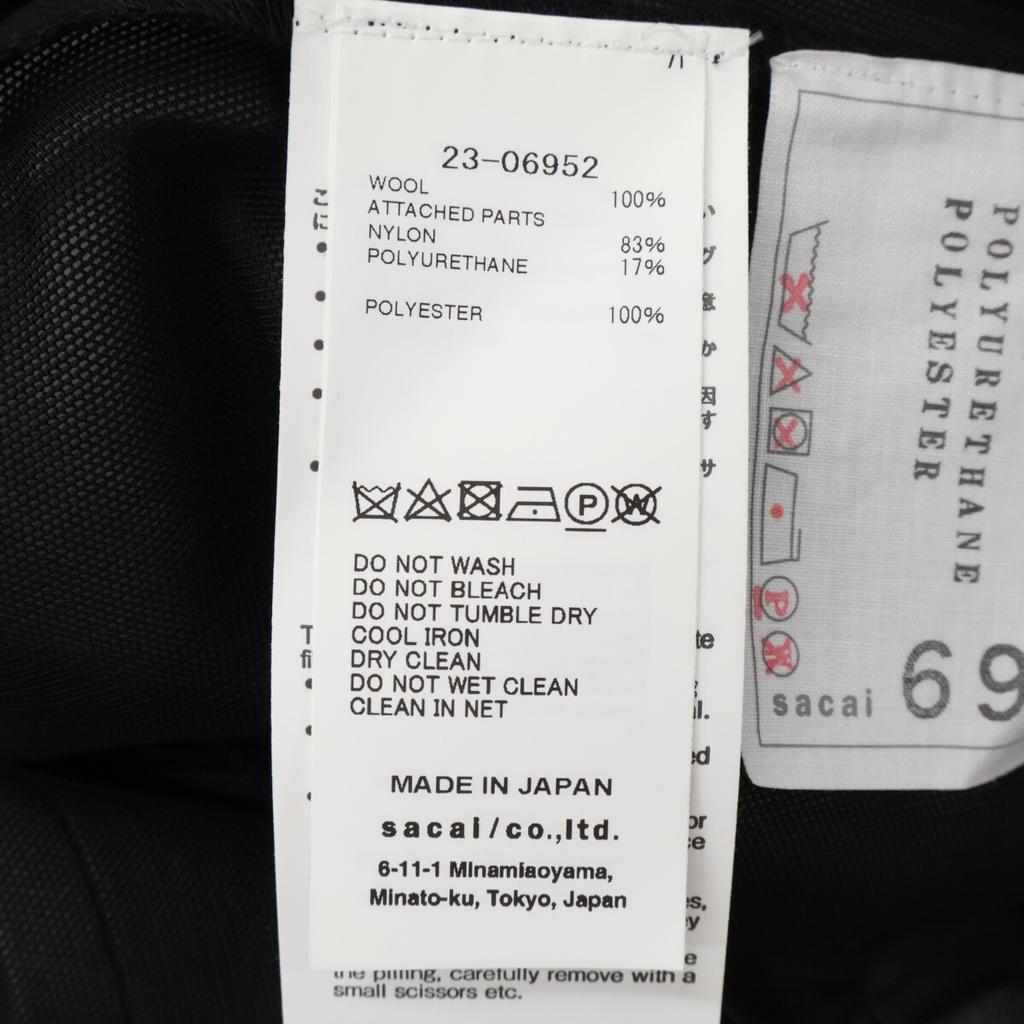 23-06952
WOOL 100%
ATTACHED PARTS
NYLON 83%
POLYURETHANE 17%
POLYESTER 100%
P W
DO NOT WASH
DO NOT BLEACH
DO NOT TUMBLE DRY
COOL IRON
DRY CLEAN
DO NOT WET CLEAN
CLEAN IN NET
MADE IN JAPAN
sacai/co.,ltd.
6-11-1 Minamiaoyama,
Minato-ku, Tokyo, Japan
the pilling, carefully remove with a
small scissors etc.
POLYURETHANE
POLYESTER
P
sacai 69